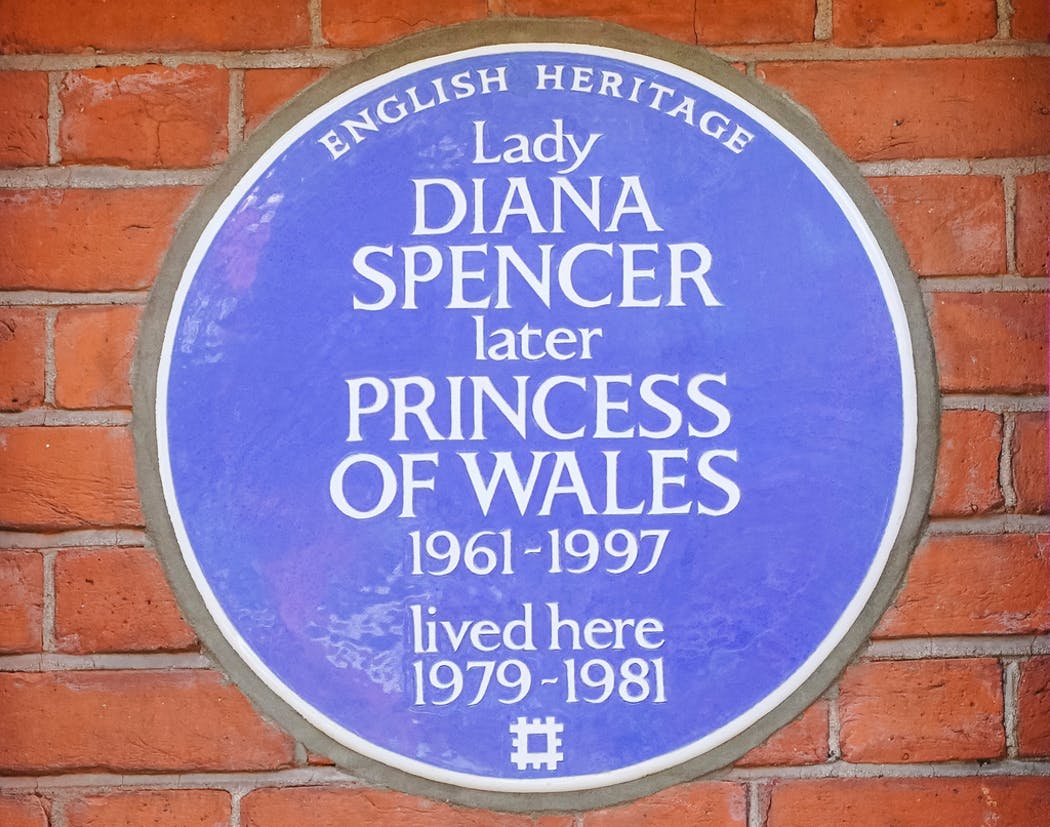 ENGLISH HERITAGE
Lady
DIANA
SPENCER
later
PRINCESS
OF WALES
1961-1997
lived here
1979-1981